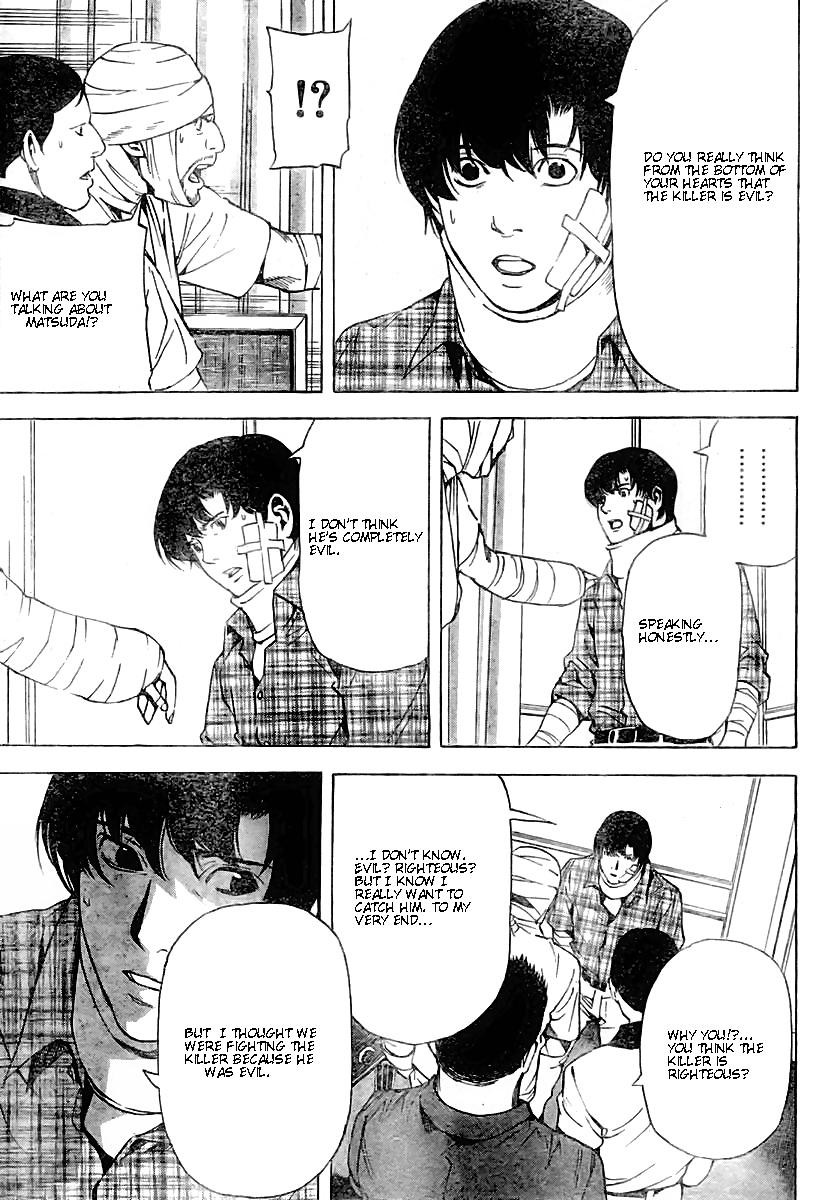 DO YOU REALLY THINK
FROM THE BOTTOM OF
YOUR HEARTS THAT
THE KILLER IS EVIL?
!?
WHAT ARE YOU
TALKING ABOUT
MATSUDA!?
.........
SPEAKING
HONESTLY...
I DON'T THINK
HE'S COMPLETELY
EVIL.
WHY YOU!?...
YOU THINK THE
KILLER IS
RIGHTEOUS?
...I DON'T KNOW.
EVIL? RIGHTEOUS?
BUT I KNOW I
REALLY WANT TO
CATCH HIM. TO MY
VERY END...
BUT I THOUGHT WE
WERE FIGHTING THE
KILLER BECAUSE HE
WAS EVIL.